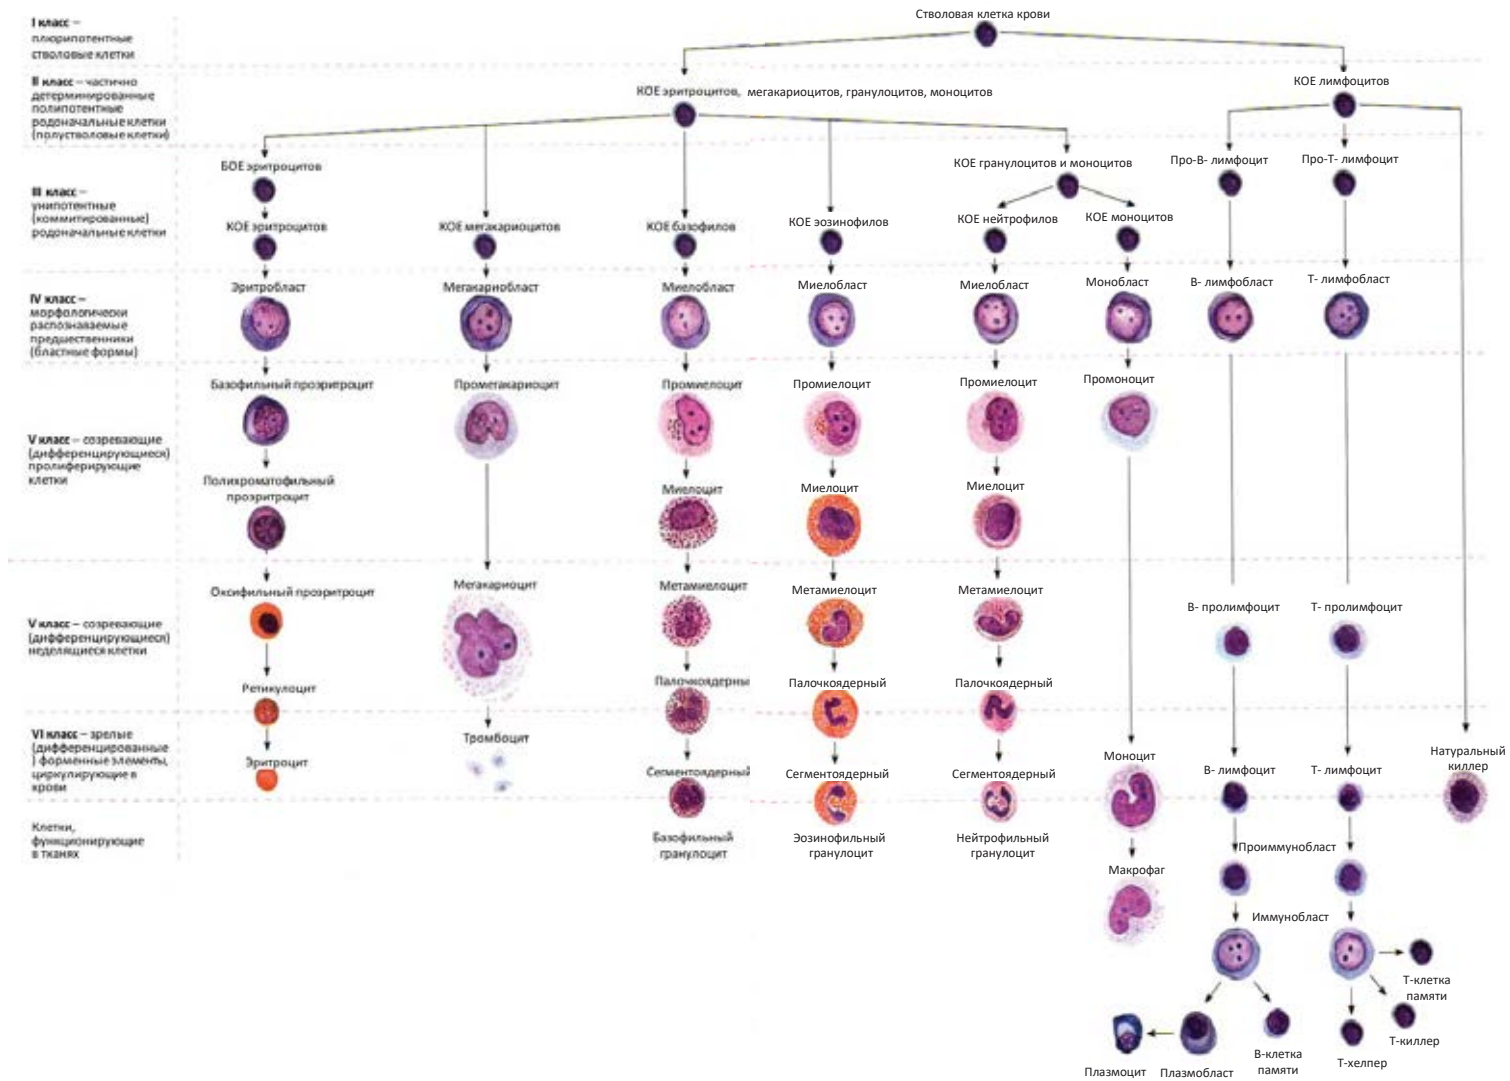 Стволовая клетка крови
I класс –
плюрипотентные
стволовые клетки
II класс – частично
детерминированные
полипотентные
родоначальные клетки
(полустволовые клетки)
КОЕ эритроцитов, мегакариоцитов, гранулоцитов, моноцитов
КОЕ лимфоцитов
III класс –
унипотентные
(коммитированные)
родоначальные клетки
БОЕ эритроцитов
КОЕ гранулоцитов и моноцитов
Про-В- лимфоцит
Про-Т- лимфоцит
КОЕ эритроцитов
КОЕ мегакариоцитов
КОЕ базофилов
КОЕ эозинофилов
КОЕ нейтрофилов
КОЕ моноцитов
IV класс –
морфологически
распознаваемые
предшественники
(бластные формы)
Эритробласт
Мегакариобласт
Миелобласт
Миелобласт
Миелобласт
Монобласт
В- лимфобласт
Т- лимфобласт
V класс – созревающие
(дифференцирующиеся)
пролиферирующие
клетки
Базофильный проэритроцит
Прометакариоцит
Промиелоцит
Промиелоцит
Промиелоцит
Промоноцит
Полихроматофильный
проэритроцит
Миелоцит
Миелоцит
Миелоцит
V класс – созревающие
(дифференцирующиеся)
неделящиеся клетки
Оксифильный проэритроцит
Мегакариоцит
Метамиелоцит
Метамиелоцит
Метамиелоцит
В- пролимфоцит
Т- пролимфоцит
Ретикулоцит
Палочкоядерны
Палочкоядерный
Палочкоядерный
VI класс – зрелые
(дифференцированные
) форменные элементы,
циркулирующие в
крови
Эритроцит
Тромбоцит
Сегментоядерный
Сегментоядерный
Сегментоядерный
Моноцит
В- лимфоцит
Т- лимфоцит
Натуральный
киллер
Клетки,
функционирующие
в тканях
Базофильный
гранулоцит
Эозинофильный
гранулоцит
Нейтрофильный
гранулоцит
Макрофаг
Проиммунобласт
Иммунобласт
Т-клетка
памяти
Т-киллер
Т-хелпер
В-клетка
памяти
Плазмобласт
Плазмоцит